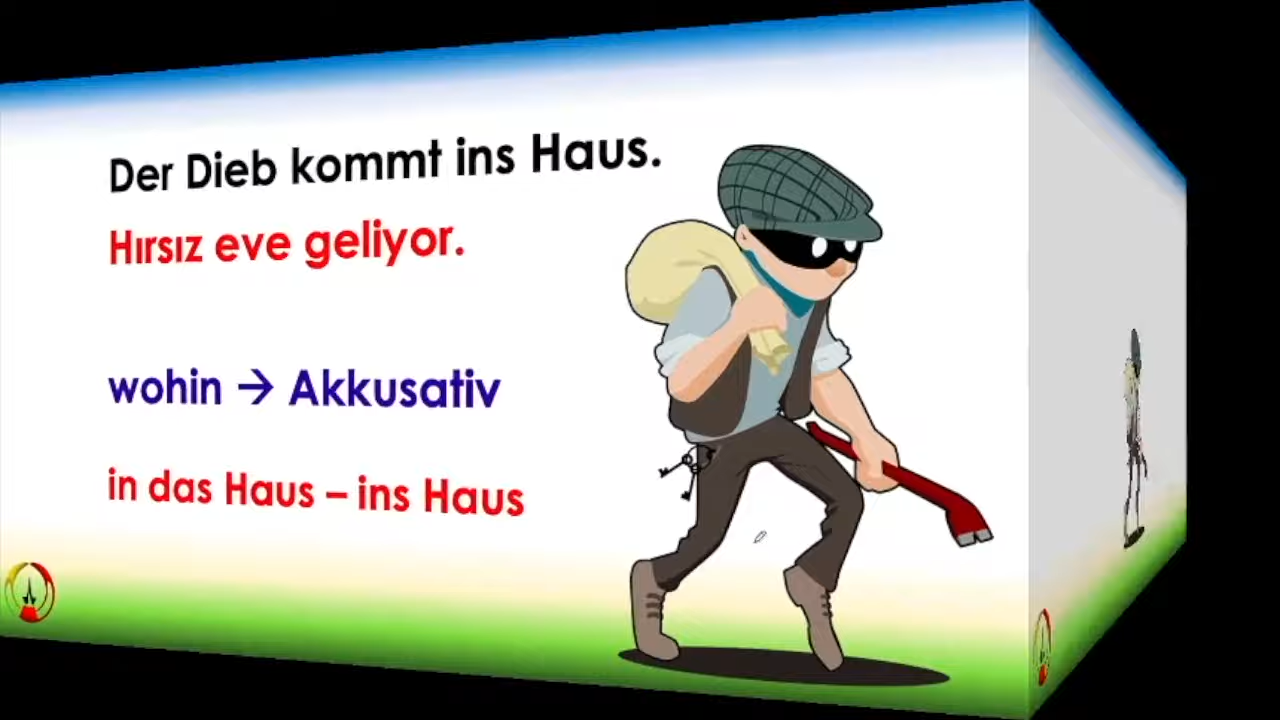 Der Dieb kommt ins Haus.
Hırsız eve geliyor.
wohin → Akkusativ
in das Haus – ins Haus